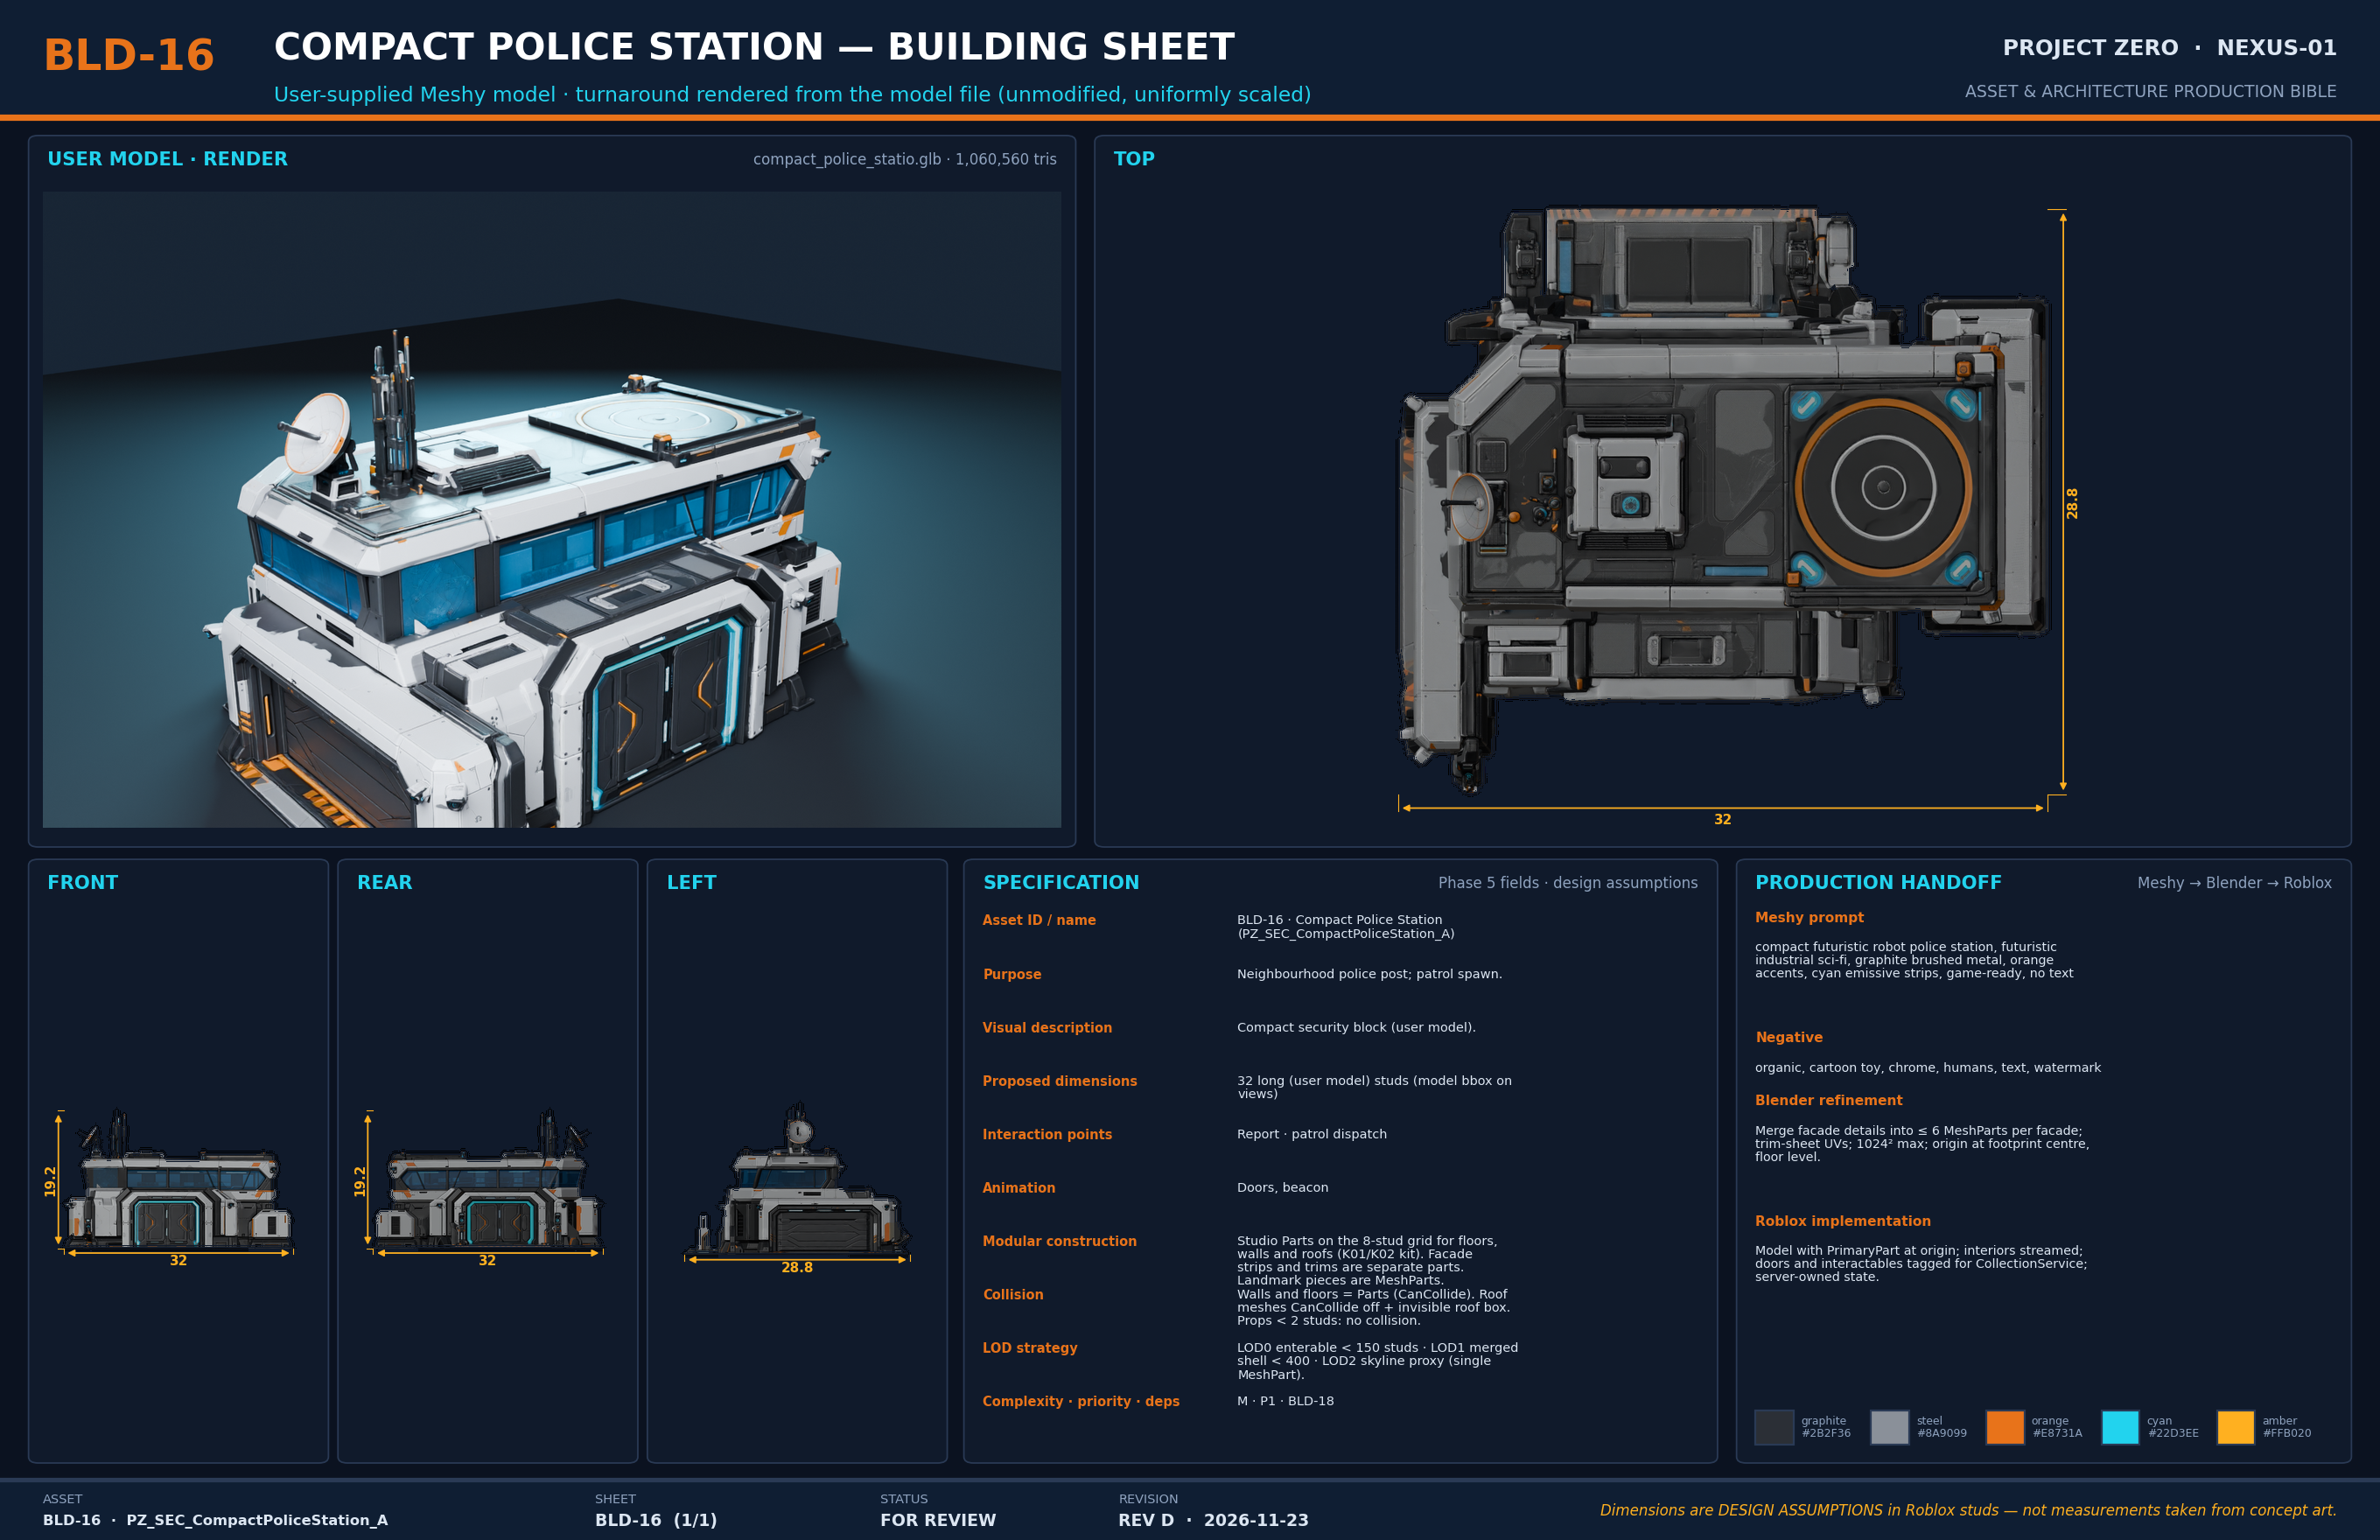 BLD-16
COMPACT POLICE STATION — BUILDING SHEET
User-supplied Meshy model · turnaround rendered from the model file (unmodified, uniformly scaled)
PROJECT ZERO · NEXUS-01
ASSET & ARCHITECTURE PRODUCTION BIBLE
USER MODEL · RENDER
compact_police_statio.glb · 1,060,560 tris
TOP
28.8
32
FRONT
19.2
32
REAR
19.2
32
LEFT
28.8
SPECIFICATION
Phase 5 fields · design assumptions
Asset ID / name
BLD-16 · Compact Police Station
(PZ_SEC_CompactPoliceStation_A)
Purpose
Neighbourhood police post; patrol spawn.
Visual description
Compact security block (user model).
Proposed dimensions
32 long (user model) studs (model bbox on
views)
Interaction points
Report · patrol dispatch
Animation
Doors, beacon
Modular construction
Studio Parts on the 8-stud grid for floors,
walls and roofs (K01/K02 kit). Facade
strips and trims are separate parts.
Landmark pieces are MeshParts.
Collision
Walls and floors = Parts (CanCollide). Roof
meshes CanCollide off + invisible roof box.
Props < 2 studs: no collision.
LOD strategy
LOD0 enterable < 150 studs · LOD1 merged
shell < 400 · LOD2 skyline proxy (single
MeshPart).
Complexity · priority · deps
M · P1 · BLD-18
PRODUCTION HANDOFF
Meshy → Blender → Roblox
Meshy prompt
compact futuristic robot police station, futuristic
industrial sci-fi, graphite brushed metal, orange
accents, cyan emissive strips, game-ready, no text
Negative
organic, cartoon toy, chrome, humans, text, watermark
Blender refinement
Merge facade details into ≤ 6 MeshParts per facade;
trim-sheet UVs; 1024² max; origin at footprint centre,
floor level.
Roblox implementation
Model with PrimaryPart at origin; interiors streamed;
doors and interactables tagged for CollectionService;
server-owned state.
graphite
#2B2F36
steel
#8A9099
orange
#E8731A
cyan
#22D3EE
amber
#FFB020
ASSET
BLD-16 · PZ_SEC_CompactPoliceStation_A
SHEET
BLD-16 (1/1)
STATUS
FOR REVIEW
REVISION
REV D · 2026-11-23
Dimensions are DESIGN ASSUMPTIONS in Roblox studs — not measurements taken from concept art.